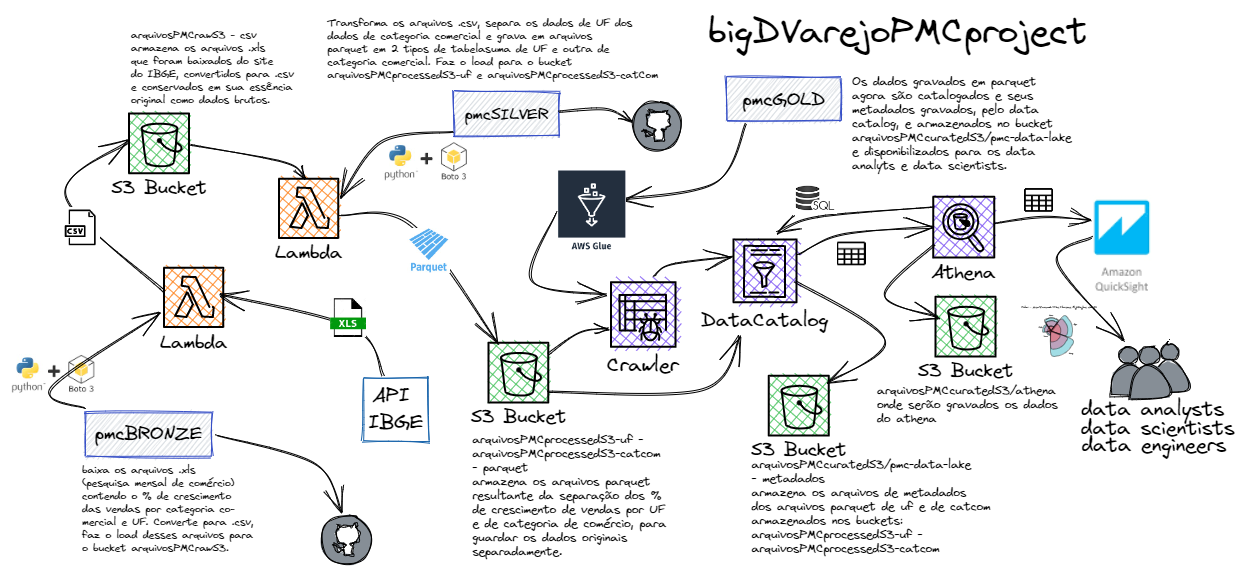 bigDVarejoPMCproject
arquivosPMCrawS3 - csv
armazena os arquivos .xls
que foram baixados do site
do IBGE, convertidos para .csv
e conservados em sua essência
original como dados brutos.
Transforma os arquivos .csv, separa os dados de UF dos
dados de categoria comercial e grava em arquivos
parquet em 2 tipos de tabelasuma de UF e outra de
categoria comercial. Faz o load para o bucket
arquivosPMCprocessedS3-uf e arquivosPMCprocessedS3-catCom
pmcSILVER
pmcGOLD
Os dados gravados em parquet
agora são catalogados e seus
metadados gravados, pelo data
catalog, e armazenados no bucket
arquivosPMCcuratedS3/pmc-data-lake
e disponibilizados para os data
analyts e data scientists.
S3 Bucket
python
+
Boto 3
Lambda
CSV
Parquet
AWS Glue
SQL
Athena
Amazon
QuickSight
Lambda
XLS
DataCatalog
Crawler
python
+
Boto 3
API
IBGE
S3 Bucket
S3 Bucket
arquivosPMCcuratedS3/athena
onde serão gravados os dados
do athena
data analysts
data scientists
data engineers
pmcBRONZE
baixa os arquivos .xls
(pesquisa mensal de comércio)
contendo o % de crescimento
das vendas por categoria co-
mercial e UF. Converte para .csv,
faz o load desses arquivos para
o bucket arquivosPMCrawS3.
arquivosPMCprocessedS3-uf -
arquivosPMCprocessedS3-catcom
- parquet
armazena os arquivos parquet
resultante da separação dos %
de crescimento de vendas por UF
e de categoria de comércio, para
guardar os dados originais
separadamente.
S3 Bucket
arquivosPMCcuratedS3/pmc-data-lake
- metadados
armazena os arquivos de metadados
dos arquivos parquet de uf e de catcom
armazenados nos buckets:
arquivosPMCprocessedS3-uf -
arquivosPMCprocessedS3-catcom